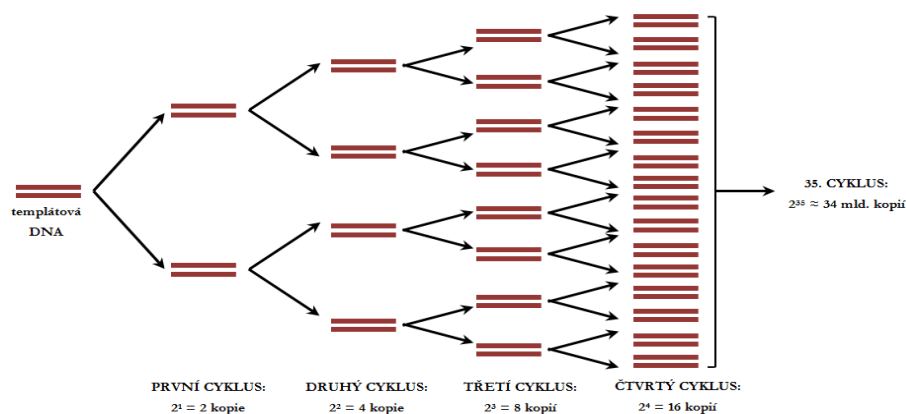 templátová
DNA
PRVNÍ CYKLUS:
2¹ = 2 kopie
DRUHÝ CYKLUS:
2² = 4 kopie
TŘETÍ CYKLUS:
2³ = 8 kopií
ČTVRTÝ CYKLUS:
2⁴ = 16 kopií
35. CYKLUS:
2³⁵ ≈ 34 mld. kopií